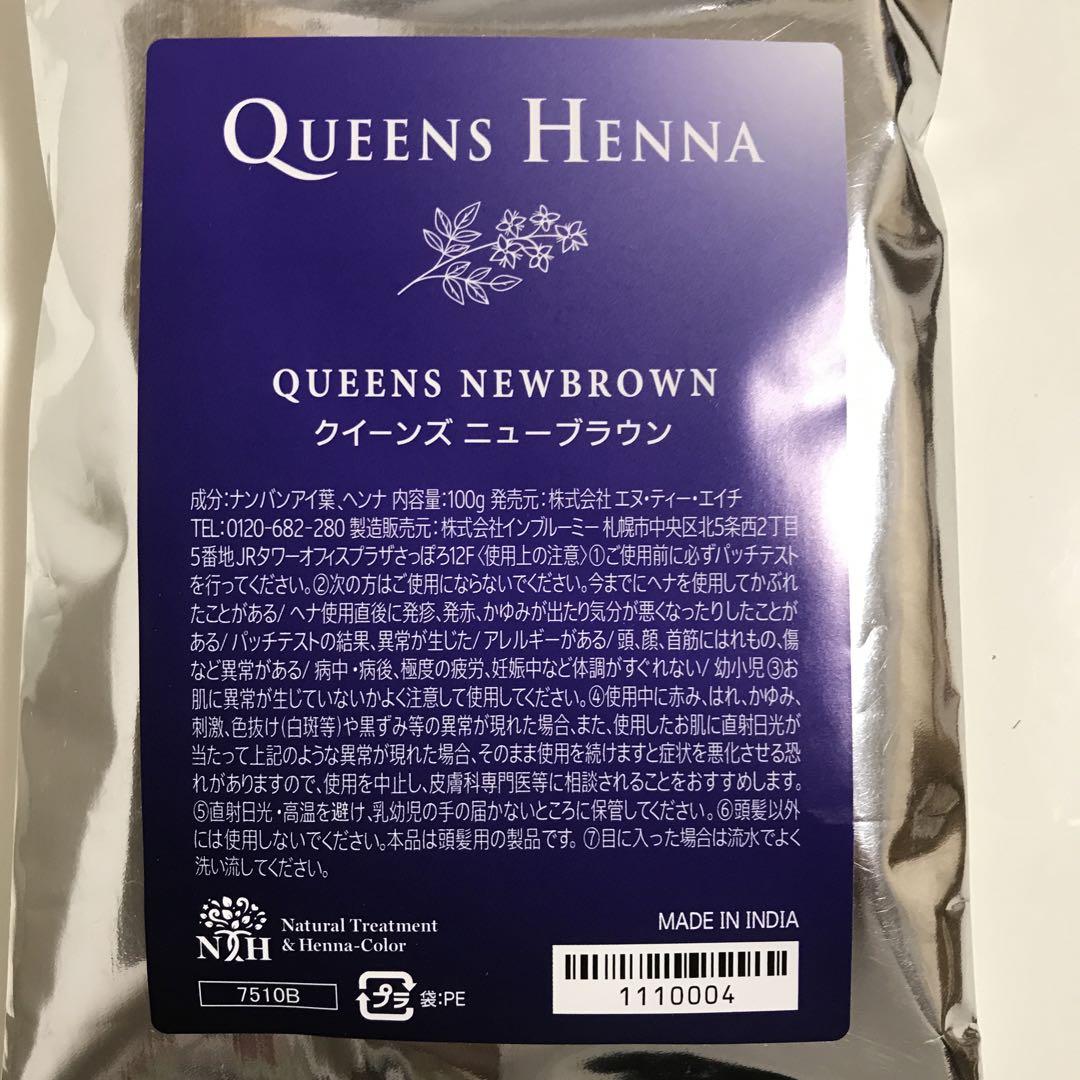 QUEENS HENNA
QUEENS NEWBROWN
クイーンズ ニューブラウン
成分:ナンバンアイ葉、ヘンナ 内容量:100g 発売元:株式会社 エヌ・ティー・エイチ
TEL:0120-682-280 製造販売元:株式会社インブルーミー 札幌市中央区北5条西2丁目
5番地 JRタワーオフィスプラザさっぽろ12F〈使用上の注意〉①ご使用前に必ずパッチテスト
を行ってください。②次の方はご使用にならないでください。今までにヘナを使用してかぶれ
たことがある/ ヘナ使用直後に発疹、発赤、かゆみが出たり気分が悪くなったりしたことが
ある/ パッチテストの結果、異常が生じた/ アレルギーがある/ 頭、顔、首筋にはれもの、傷
など異常がある/ 病中・病後、極度の疲労、妊娠中など体調がすぐれない/ 幼小児 ③お
肌に異常が生じていないかよく注意して使用してください。④使用中に赤み、はれ、かゆみ、
刺激、色抜け(白斑等)や黒ずみ等の異常が現れた場合、また、使用したお肌に直射日光が
当たって上記のような異常が現れた場合、そのまま使用を続けますと症状を悪化させる恐
れがありますので、使用を中止し、皮膚科専門医等に相談されることをおすすめします。
⑤直射日光・高温を避け、乳幼児の手の届かないところに保管してください。⑥頭髪以外
には使用しないでください。本品は頭髪用の製品です。⑦目に入った場合は流水でよく
洗い流してください。
NTH
Natural Treatment
& Henna-Color
MADE IN INDIA
7510B
プラ 袋:PE
1110004